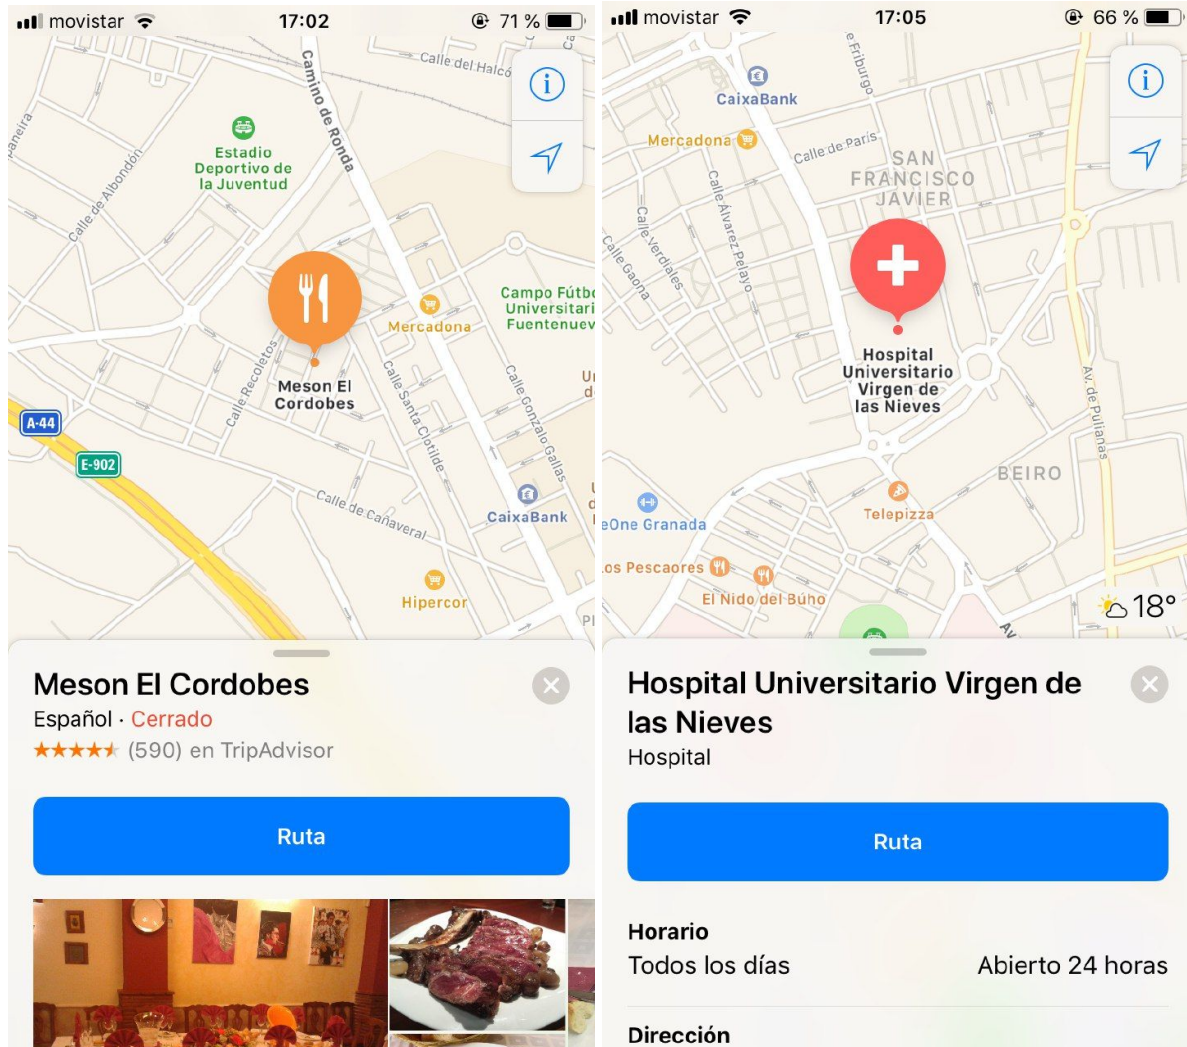 movistar
17:02
71 %
Calle del Halcó
Camino de Ronda
paneira
Calle de Albondón
Estadio
Deportivo de
la Juventud
Campo Fútbo
Universitari
Fuentenuev
Mercadona
Meson El
Cordobes
Calle Recoletos
Calle Santa Clotilde
Calle Gonzalo Gallas
A-44
E-902
Calle de Cañaveral
CaixaBank
Hipercor
Meson El Cordobes
Español · Cerrado
(590) en TripAdvisor
Ruta
movistar
17:05
66 %
e Friburgo
CaixaBank
Mercadona
Calle de París
SAN
FRANCISCO
JAVIER
Calle Verdiales
Calle Álvarez Pelayo
Calle Gaona
Hospital
Universitario
Virgen de
las Nieves
Av. de Pulianas
BEIRO
Telepizza
eOne Granada
os Pescaores
El Nido del Búho
18°
Av
Hospital Universitario Virgen de
las Nieves
Hospital
Ruta
Horario
Todos los días Abierto 24 horas
Dirección